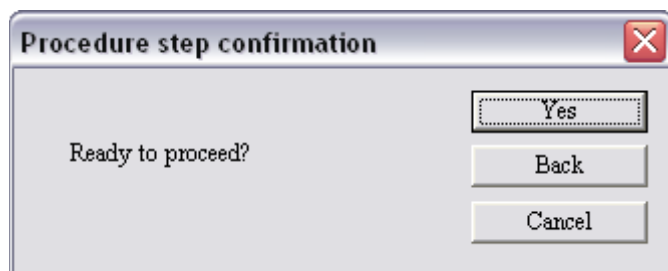 Procedure step confirmation
Yes
Ready to proceed?
Back
Cancel